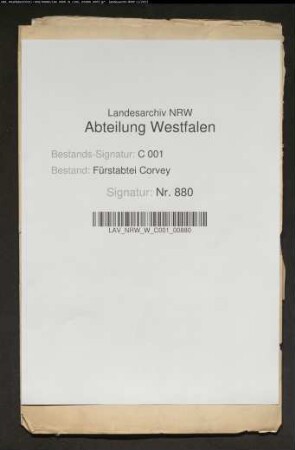 Landesarchiv NRW
Abteilung Westfalen
Bestands-Signatur: C 001
Bestand: Fürstabtei Corvey
Signatur: Nr. 880
LAV_NRW_W_C001_00880